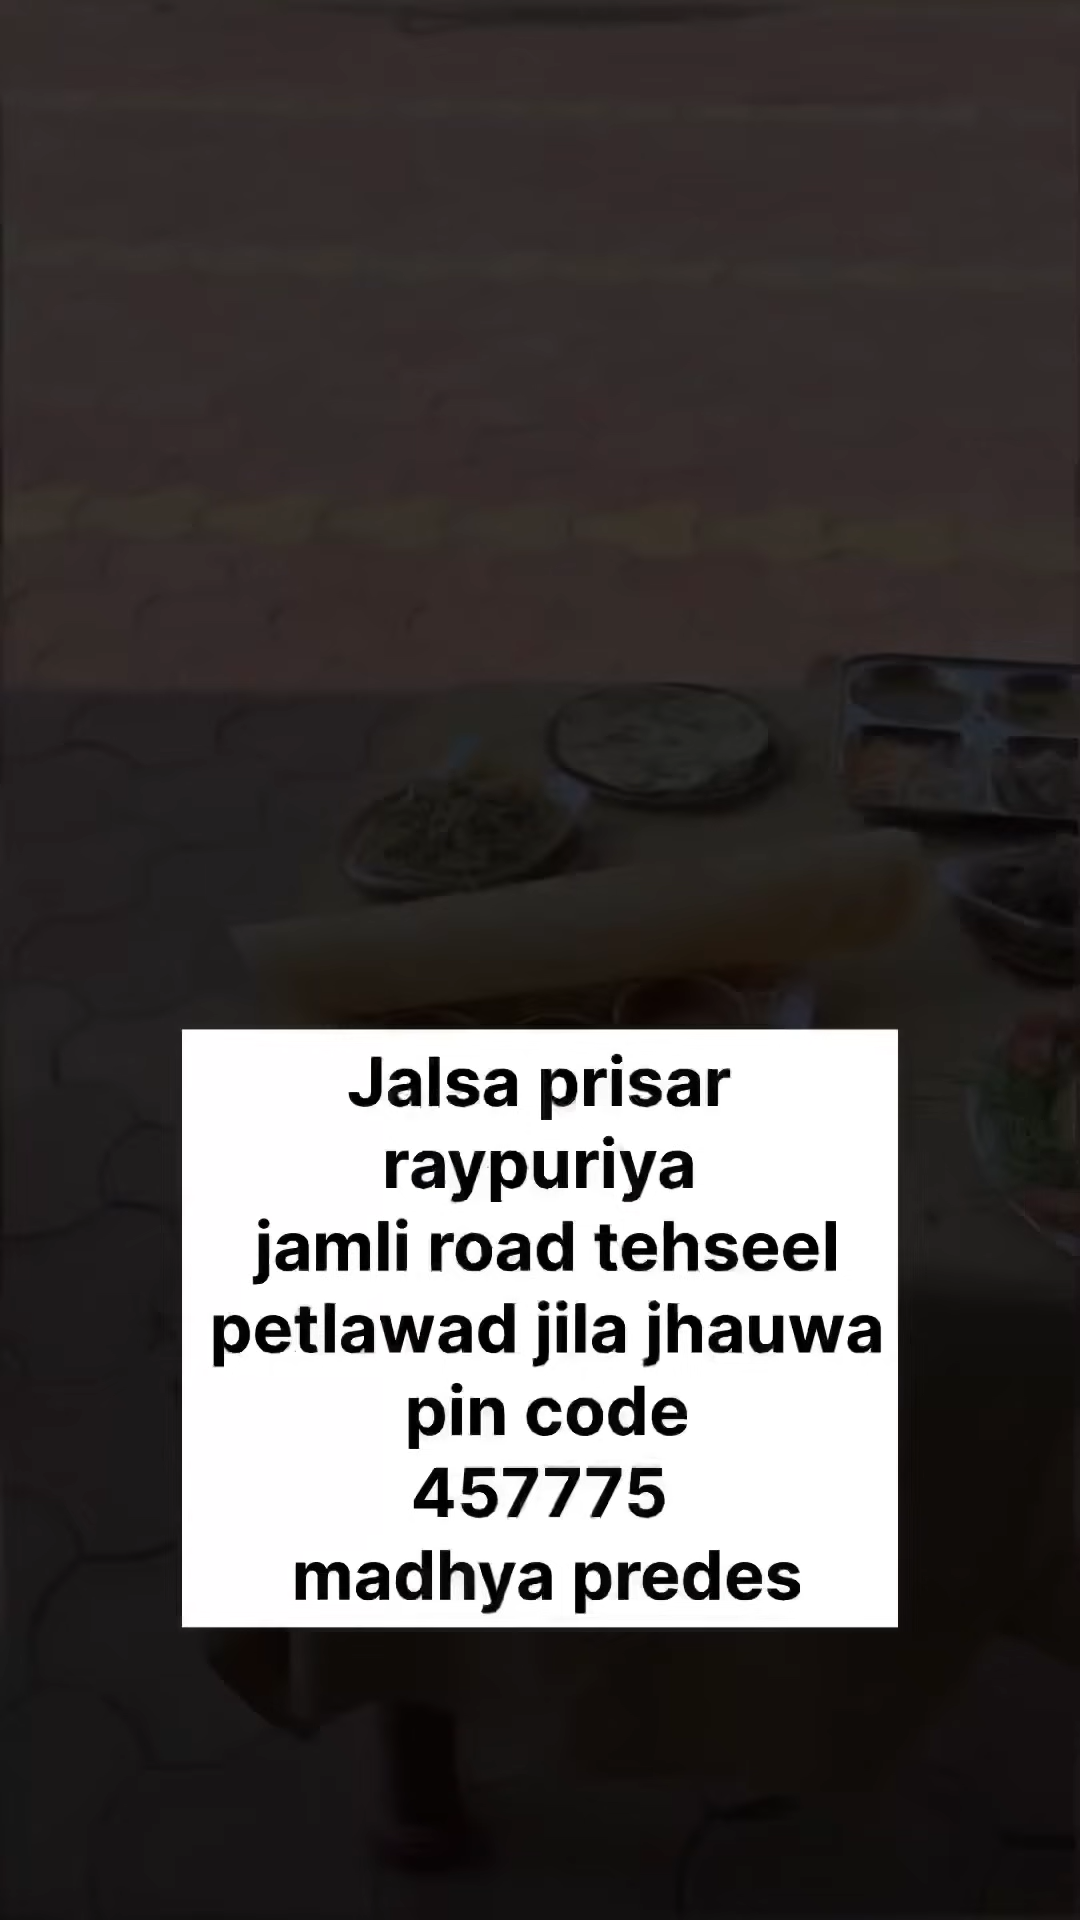 Jalsa prisar
raypuriya
jamli road tehseel
petlawad jila jhauwa
pin code
457775
madhya predes